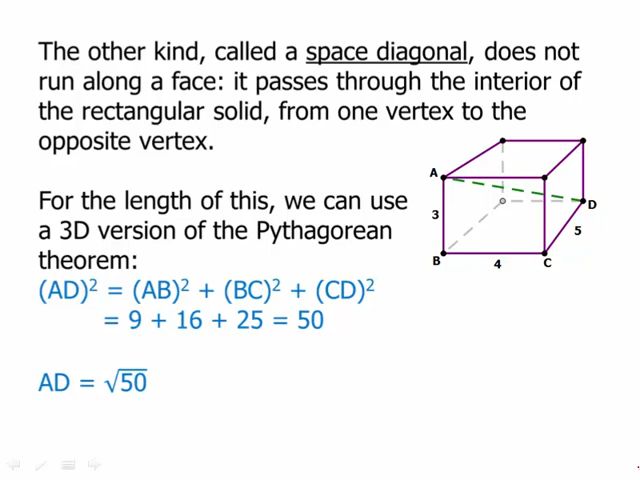 The other kind, called a space diagonal, does not
run along a face: it passes through the interior of
the rectangular solid, from one vertex to the
opposite vertex.
A
D
3
5
B
4
C
For the length of this, we can use
a 3D version of the Pythagorean
theorem:
(AD)² = (AB)² + (BC)² + (CD)²
= 9 + 16 + 25 = 50
AD = √50